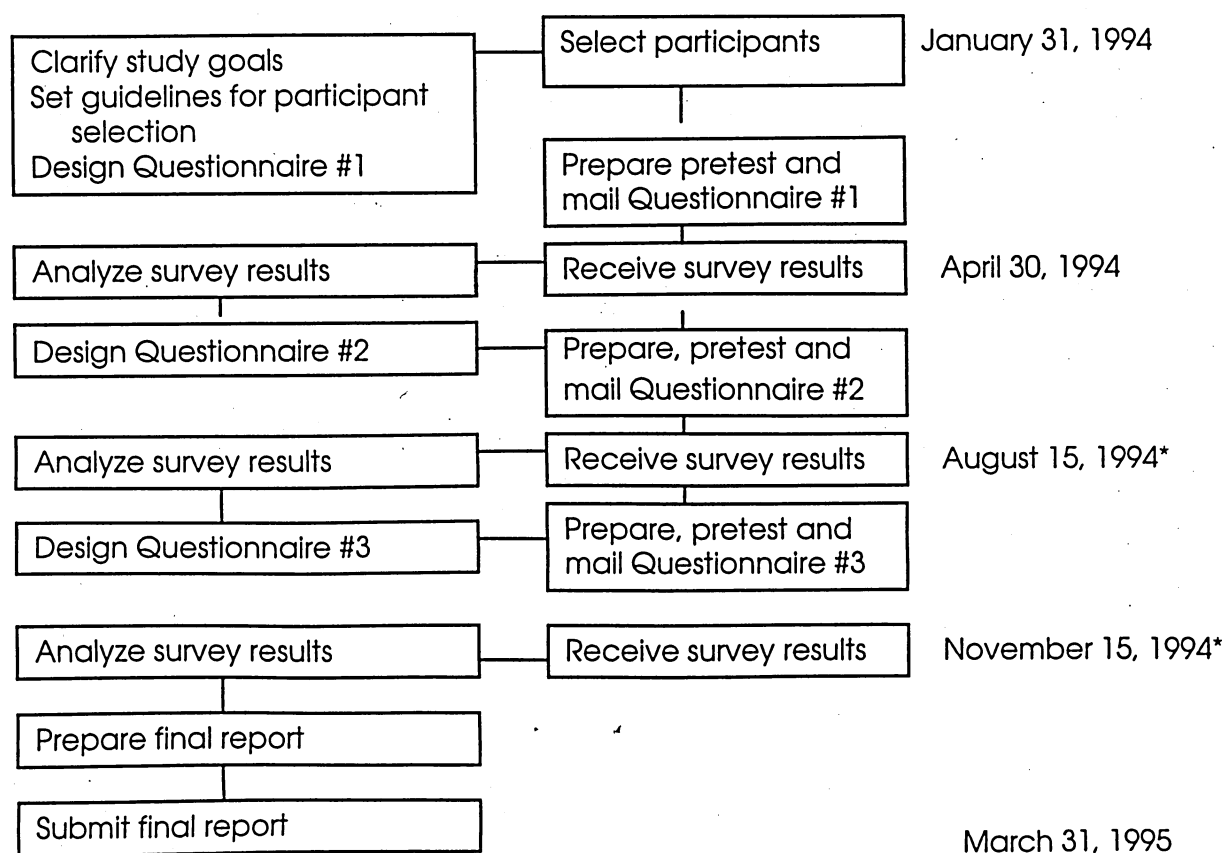 Clarify study goals
Set guidelines for participant
selection
Design Questionnaire #1
Select participants
January 31, 1994
Prepare pretest and
mail Questionnaire #1
Analyze survey results
Receive survey results
April 30, 1994
Design Questionnaire #2
Prepare, pretest and
mail Questionnaire #2
Analyze survey results
Receive survey results
August 15, 1994*
Design Questionnaire #3
Prepare, pretest and
mail Questionnaire #3
Analyze survey results
Receive survey results
November 15, 1994*
Prepare final report
Submit final report
March 31, 1995